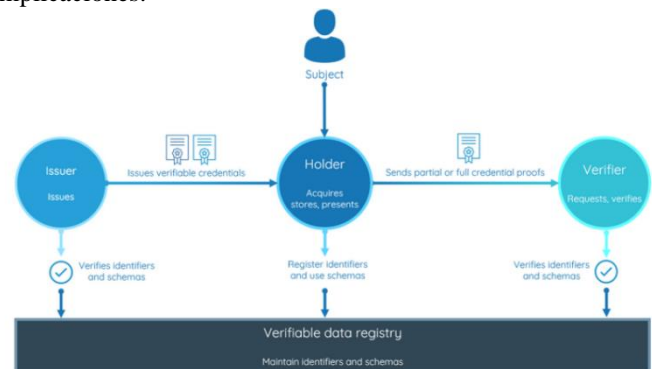 implicaciones.
Subject
Issuer
Issues
Issues verifiable credentials
Holder
Acquires
stores, presents
Sends partial or full credential proofs
Verifier
Requests, verifies
Verifies identifiers
and schemas
Register identifiers
and use schemas
Verifies identifiers
and schemas
Verifiable data registry
Maintain identifiers and schemas